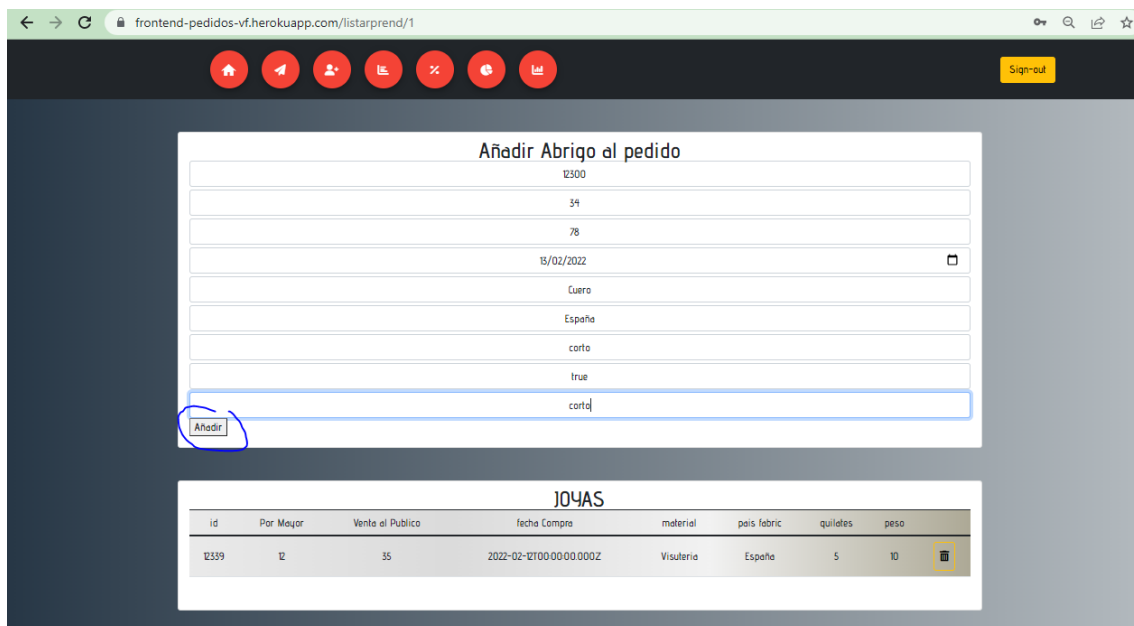 frontend-pedidos-vf.herokuapp.com/listarprend/1
Sign-out
Añadir Abrigo al pedido
12300
34
78
13/02/2022
Cuero
España
corto
true
corto
Añadir
JOYAS
id Por Mayor Venta al Publico fecha Compra material pais fabric quilates peso
12339 12 35 2022-02-12T00:00:00.000Z Visuteria España 5 10